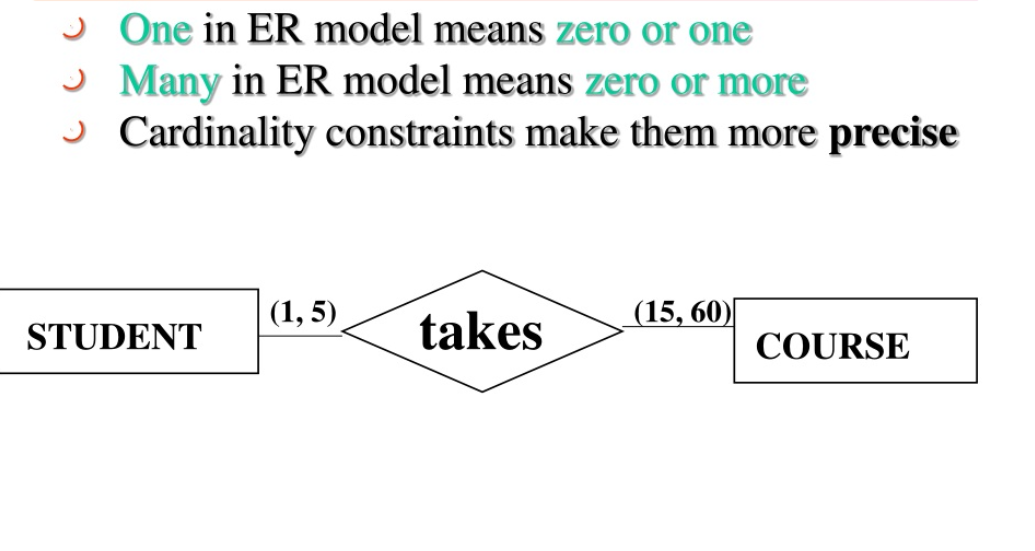 One in ER model means zero or one
Many in ER model means zero or more
Cardinality constraints make them more precise
STUDENT (1, 5) takes (15, 60) COURSE